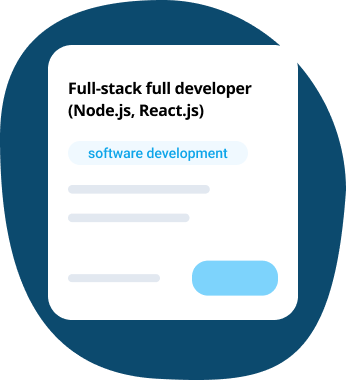 Full-stack full developer
(Node.js, React.js)
software development